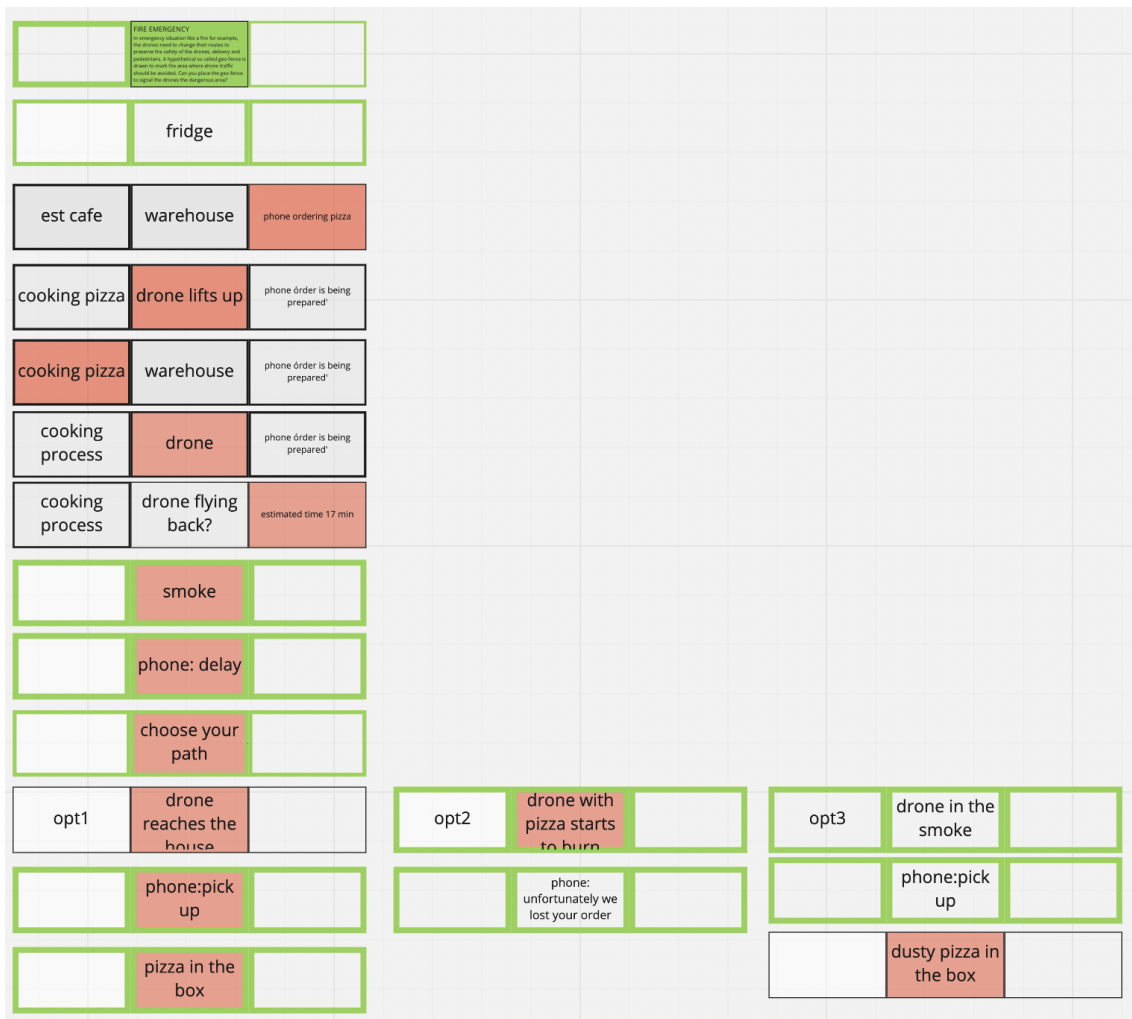 FIRE EMERGENCY
In emergency situation like a fire for example,
the drones need to change their routes to
preserve the safety of the drones, delivery and
pedestrians. A hypothetical so called geo-fence is
drawn to mark the area where drone traffic
should be avoided. Can you place the geo-fence
to signal the drones the dangerous area?
fridge
est cafe
warehouse
phone ordering pizza
cooking pizza
drone lifts up
phone órder is being
prepared'
cooking pizza
warehouse
phone órder is being
prepared'
cooking
process
drone
phone órder is being
prepared'
cooking
process
drone flying
back?
estimated time 17 min
smoke
phone: delay
choose your
path
opt1
drone
reaches the
house
opt2
drone with
pizza starts
to burn
opt3
drone in the
smoke
phone:pick
up
phone:
unfortunately we
lost your order
phone:pick
up
pizza in the
box
dusty pizza in
the box